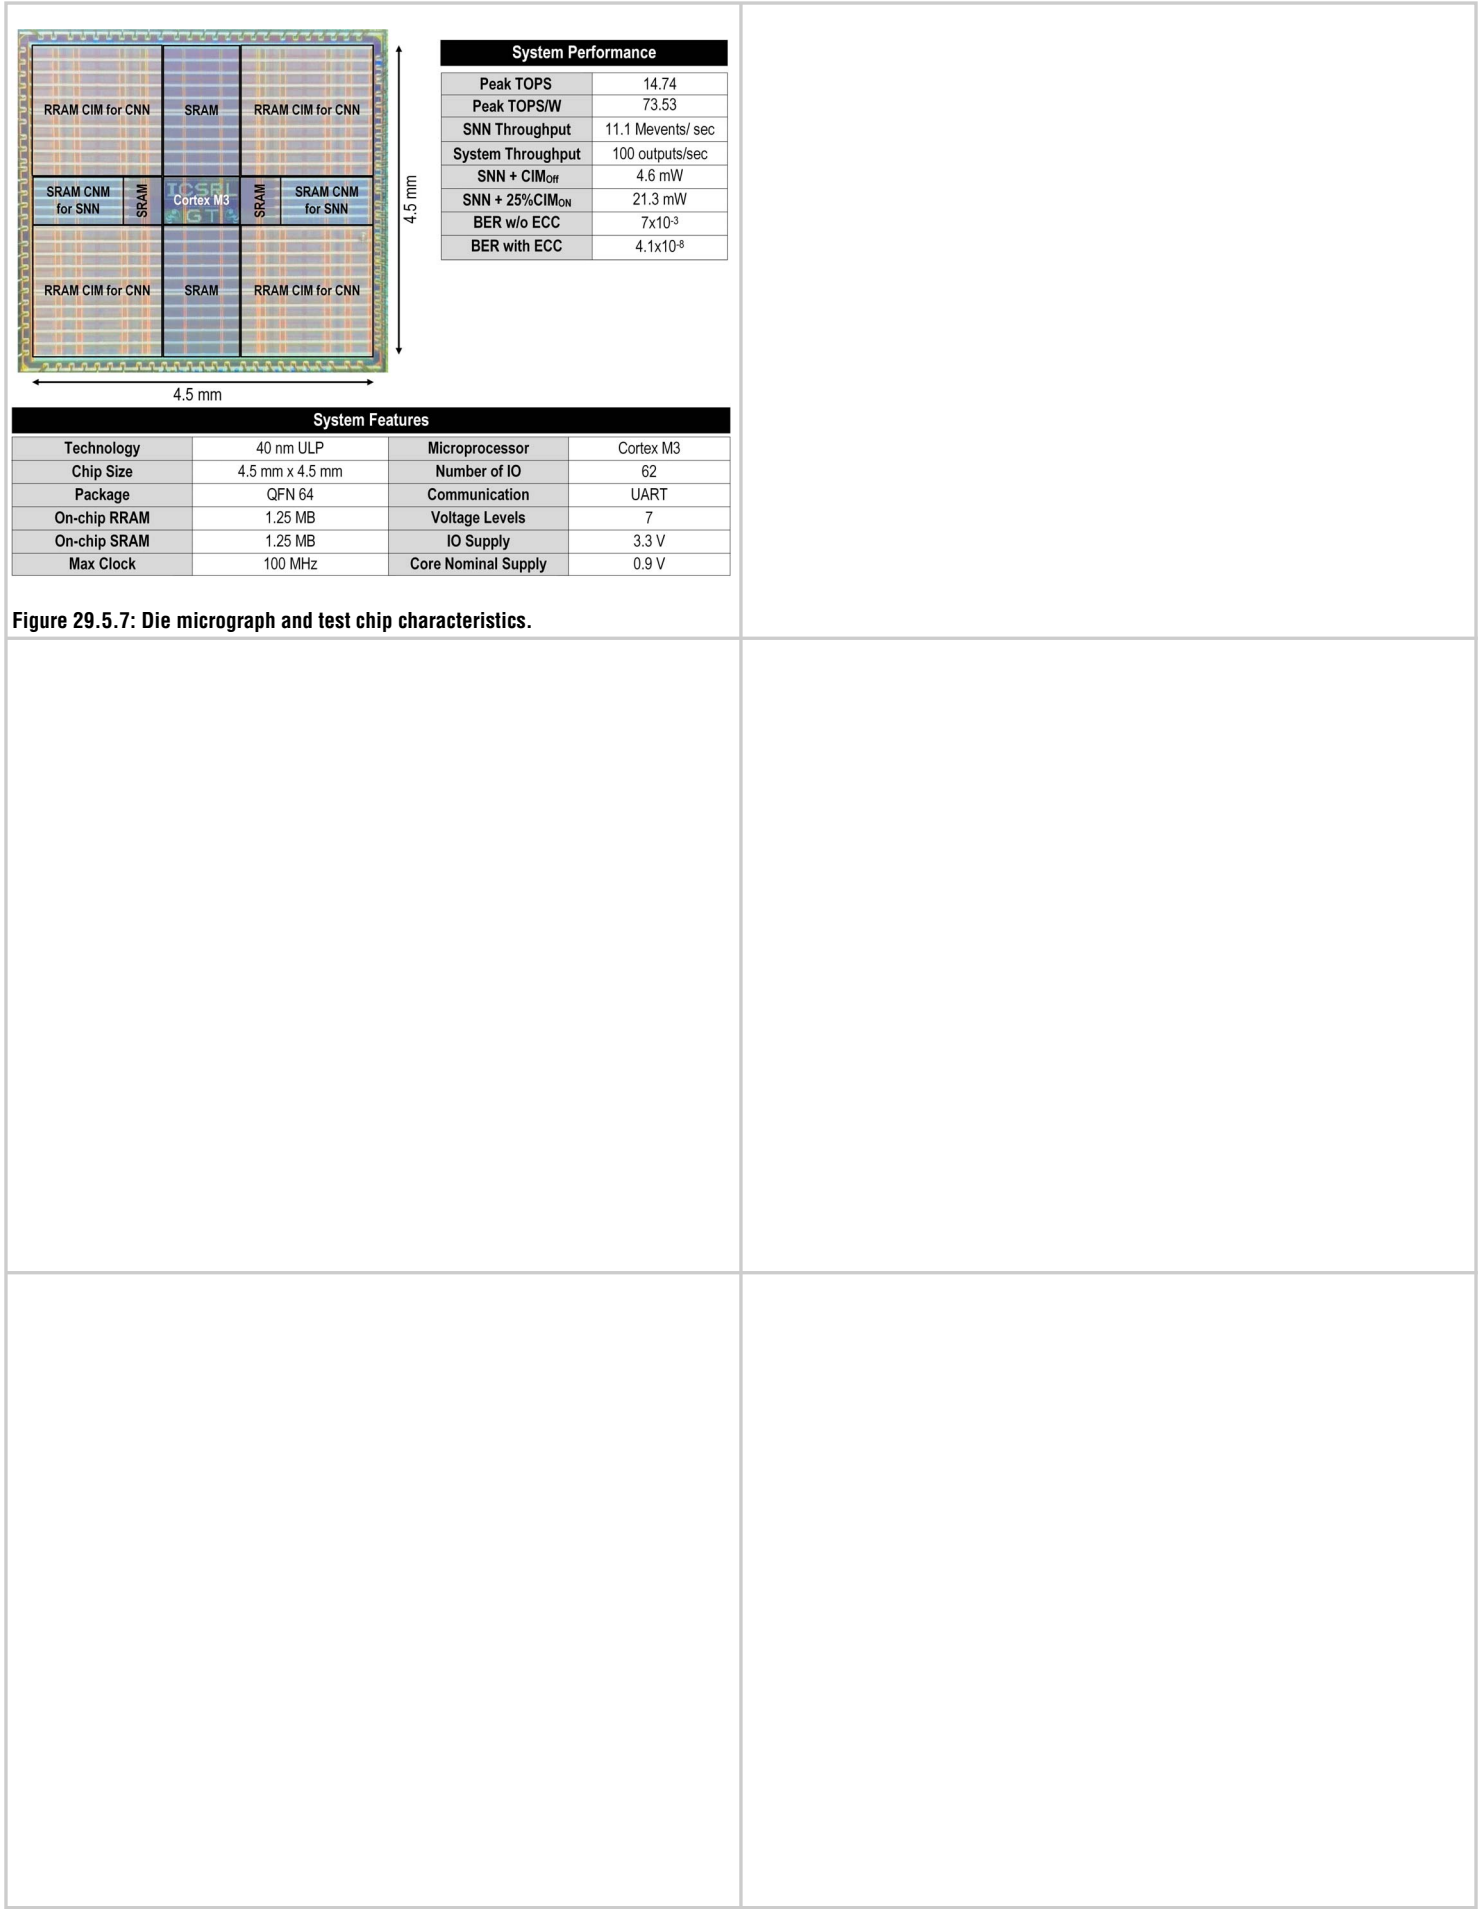 RRAM CIM for CNN SRAM RRAM CIM for CNN
SRAM CNM for SNN SRAM ICSRL Cortex M3 GT SRAM SRAM CNM for SNN
RRAM CIM for CNN SRAM RRAM CIM for CNN
4.5 mm
4.5 mm
System Performance
Peak TOPS 14.74
Peak TOPS/W 73.53
SNN Throughput 11.1 Mevents/ sec
System Throughput 100 outputs/sec
SNN + CIMOff 4.6 mW
SNN + 25%CIMON 21.3 mW
BER w/o ECC 7x10-3
BER with ECC 4.1x10-8
System Features
Technology 40 nm ULP Microprocessor Cortex M3
Chip Size 4.5 mm x 4.5 mm Number of IO 62
Package QFN 64 Communication UART
On-chip RRAM 1.25 MB Voltage Levels 7
On-chip SRAM 1.25 MB IO Supply 3.3 V
Max Clock 100 MHz Core Nominal Supply 0.9 V
Figure 29.5.7: Die micrograph and test chip characteristics.